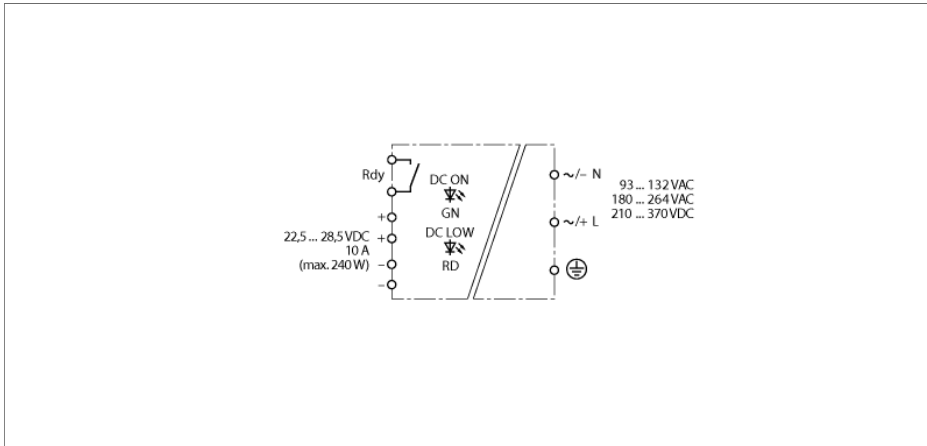 Rdy
+
22,5 ... 28,5 VDC +
10 A
(max. 240 W) –
–
DC ON
GN
DC LOW
RD
~/– N
~/+ L
93 ... 132 VAC
180 ... 264 VAC
210 ... 370 VDC